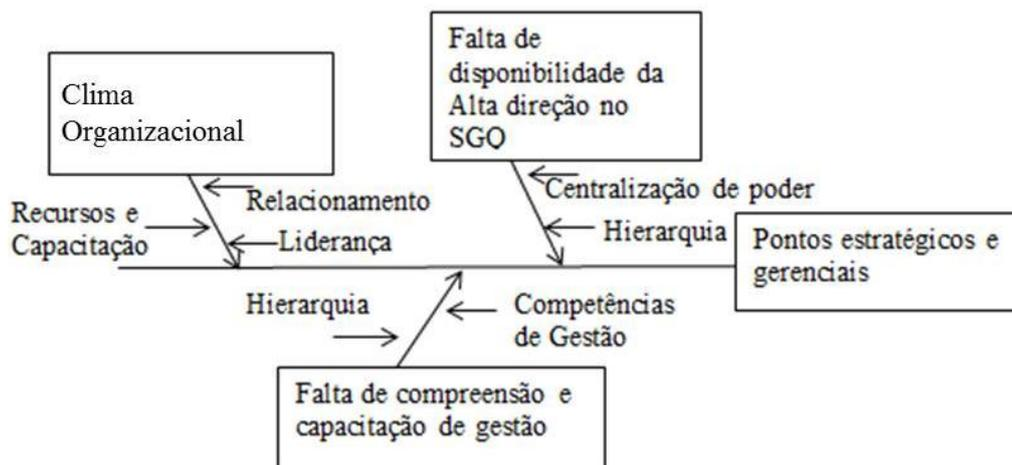 Clima
Organizacional
Falta de
disponibilidade da
Alta direção no
SGQ
Relacionamento
Recursos e
Capacitação
Liderança
Centralização de poder
Hierarquia
Pontos estratégicos e
gerenciais
Hierarquia
Competências
de Gestão
Falta de compreensão e
capacitação de gestão